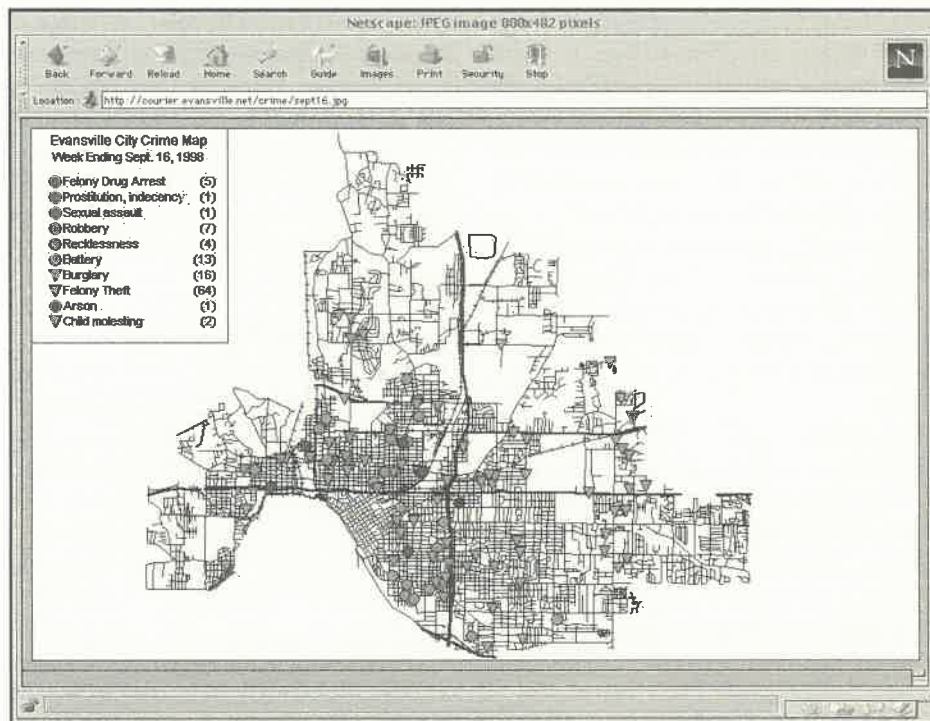 Netscape: JPEG image 800x482 pixels
Back Forward Reload Home Search Guide Images Print Security Stop
N
Location http://courier.evansville.net/crime/sept16.jpg
Evansville City Crime Map
Week Ending Sept. 16, 1998
Felony Drug Arrest (5)
Prostitution, indecency (1)
Sexual assault (1)
Robbery (7)
Recklessness (4)
Battery (13)
Burglary (16)
Felony Theft (64)
Arson (1)
Child molesting (2)